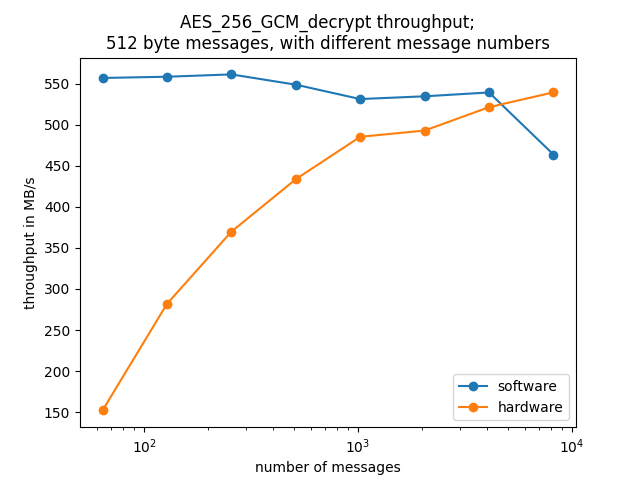 AES_256_GCM_decrypt throughput;
512 byte messages, with different message numbers
throughput in MB/s
550
500
450
400
350
300
250
200
150
software
hardware
10²
10³
10⁴
number of messages